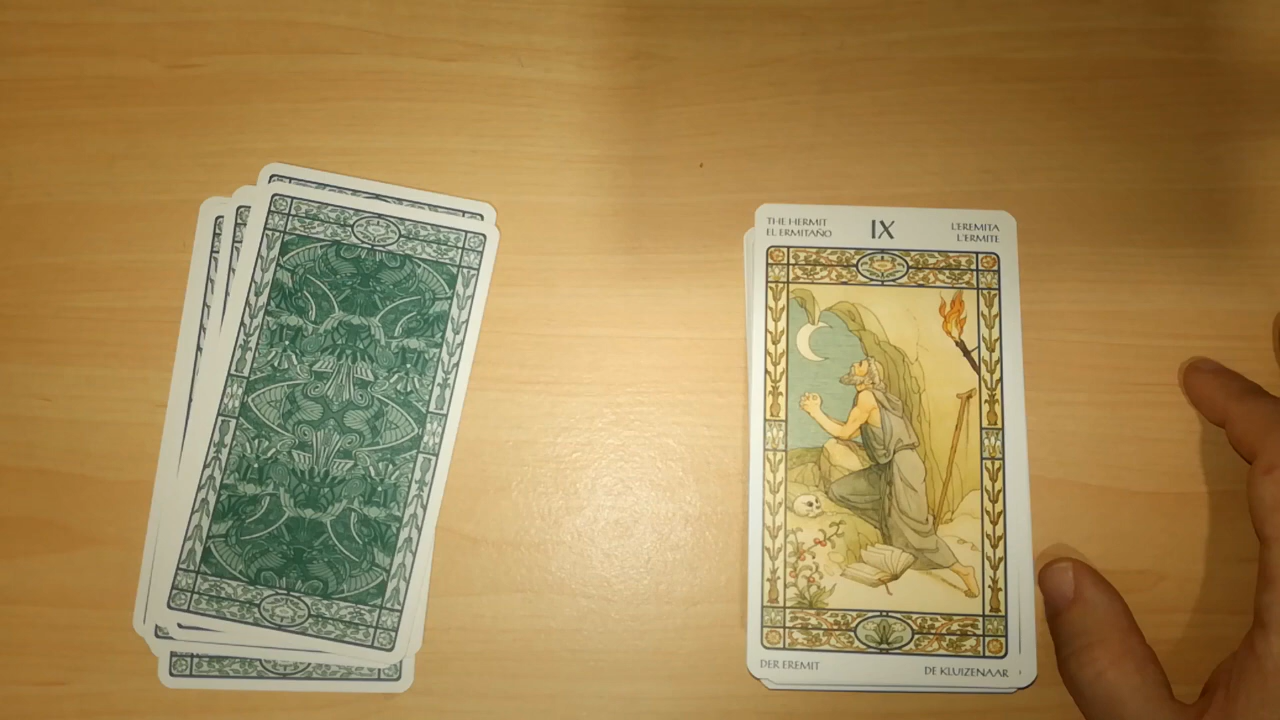 THE HERMIT
EL ERMITAÑO
IX
L'EREMITA
L'ERMITE
DER EREMIT
DE KLUIZENAAR